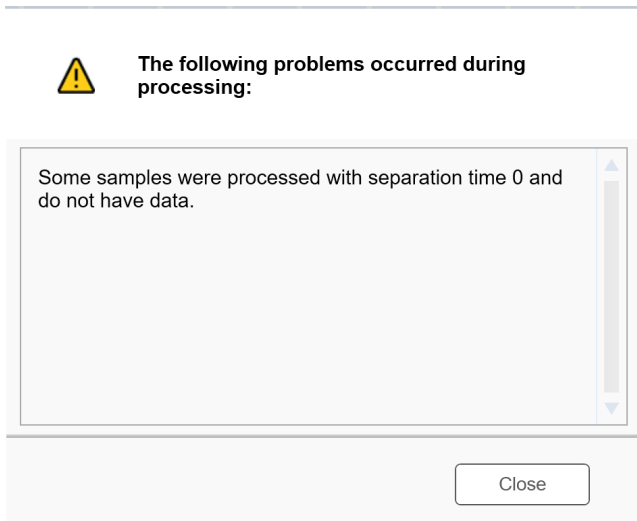 The following problems occurred during
processing:
Some samples were processed with separation time 0 and
do not have data.
Close